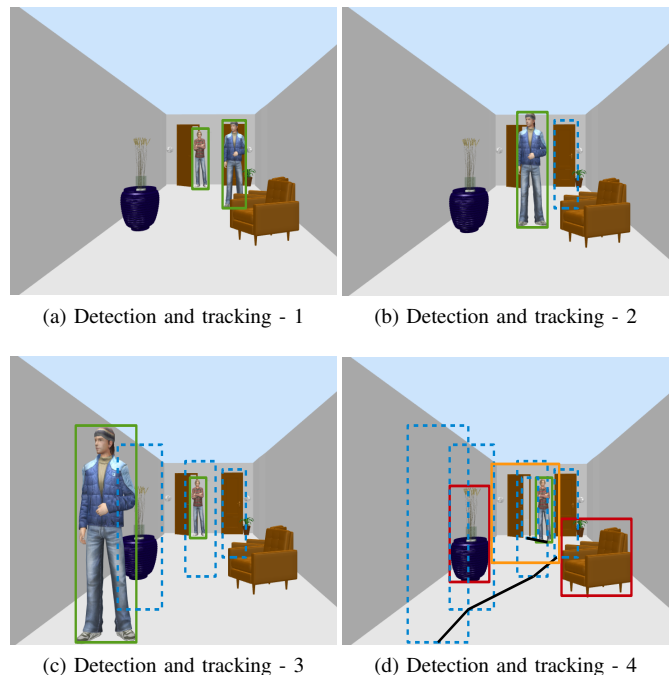 (a) Detection and tracking - 1
(b) Detection and tracking - 2
(c) Detection and tracking - 3
(d) Detection and tracking - 4